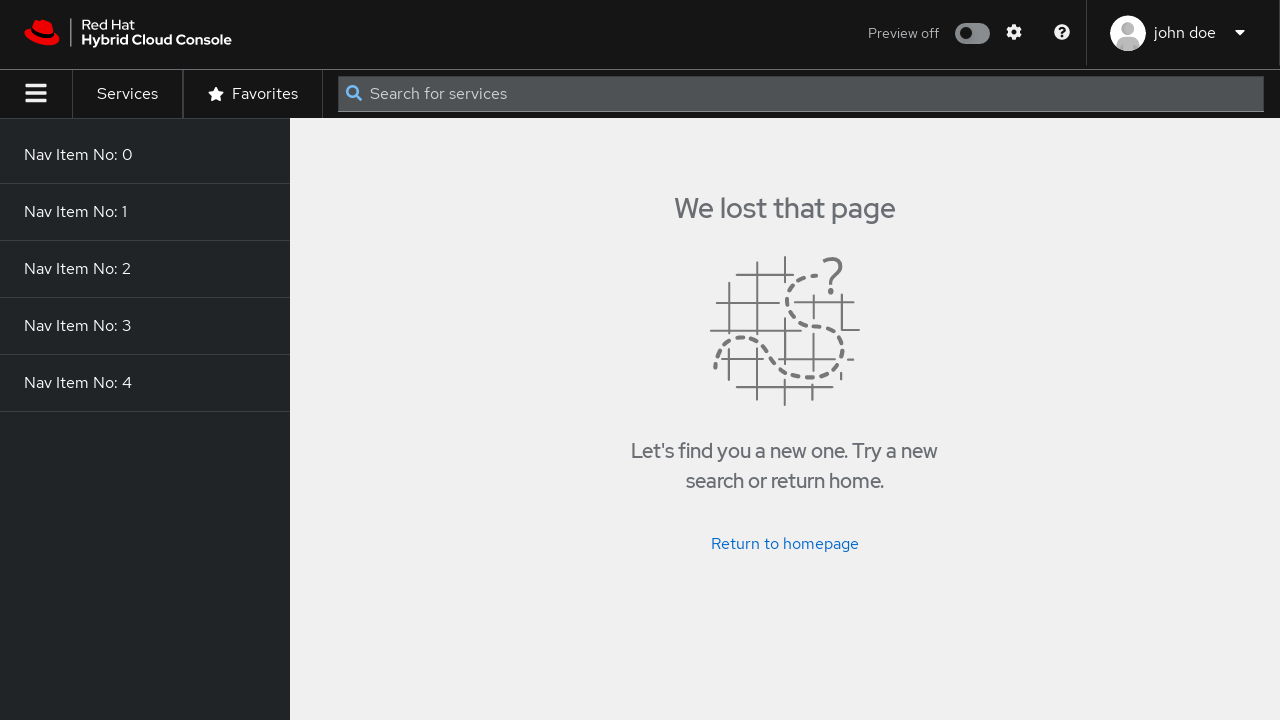 Red Hat
Hybrid Cloud Console
Preview off
john doe
Services
Favorites
Search for services
Nav Item No: 0
Nav Item No: 1
Nav Item No: 2
Nav Item No: 3
Nav Item No: 4
We lost that page
?
Let's find you a new one. Try a new
search or return home.
Return to homepage